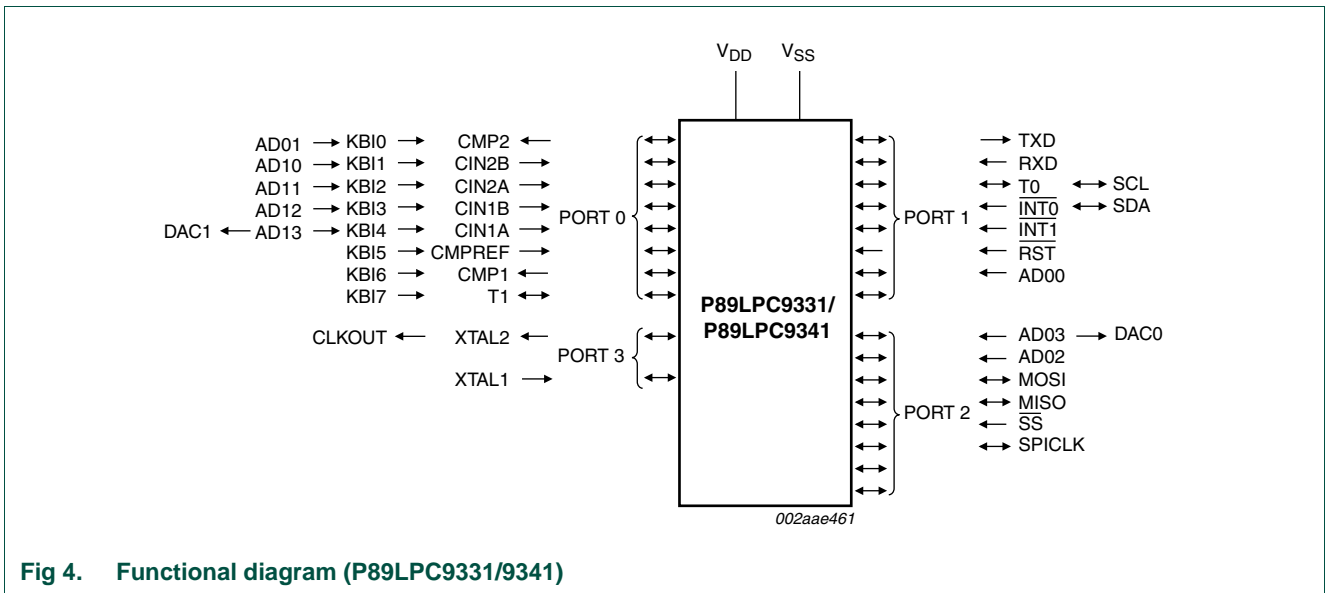 VDD VSS
AD01 KBI0 CMP2 TXD
AD10 KBI1 CIN2B RXD
AD11 KBI2 CIN2A T0 SCL
AD12 KBI3 CIN1B PORT 0 PORT 1 INT0 SDA
DAC1 AD13 KBI4 CIN1A INT1
KBI5 CMPREF RST
KBI6 CMP1 AD00
KBI7 T1
P89LPC9331/
P89LPC9341
CLKOUT XTAL2 PORT 3 AD03 DAC0
AD02
XTAL1 MOSI
PORT 2 MISO
SS
SPICLK
002aae461
Fig 4. Functional diagram (P89LPC9331/9341)